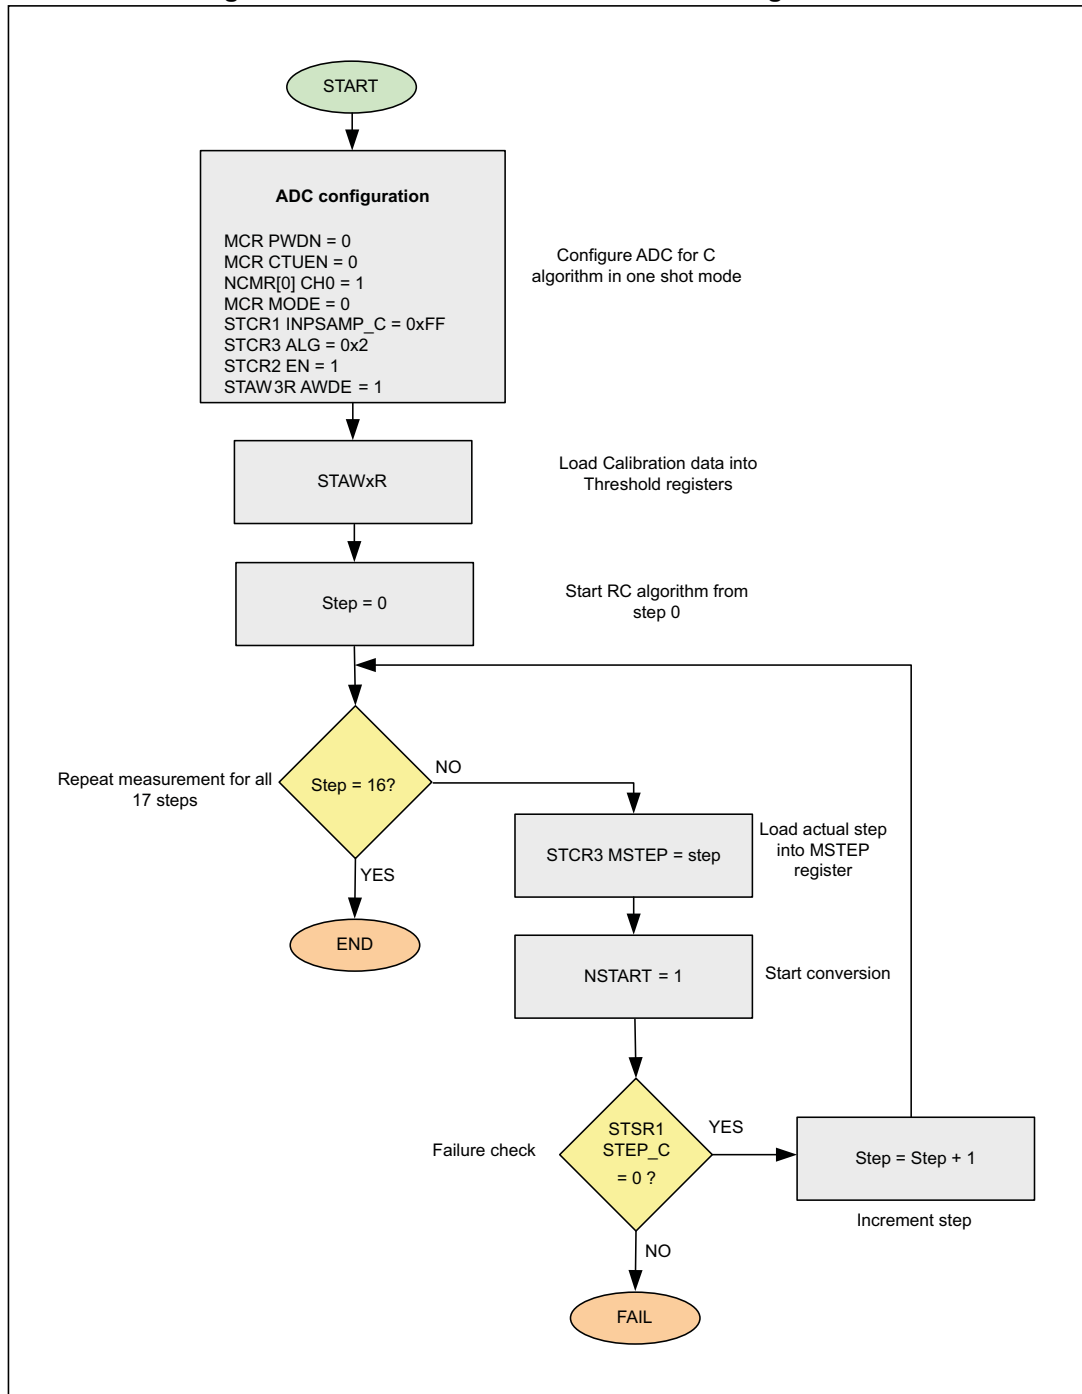 START
ADC configuration
MCR PWDN = 0
MCR CTUEN = 0
NCMR[0] CH0 = 1
MCR MODE = 0
STCR1 INPSAMP_C = 0xFF
STCR3 ALG = 0x2
STCR2 EN = 1
STAW3R AWDE = 1
Configure ADC for C
algorithm in one shot mode
STAWxR
Load Calibration data into
Threshold registers
Step = 0
Start RC algorithm from
step 0
Repeat measurement for all
17 steps
Step = 16?
NO
YES
END
STCR3 MSTEP = step
Load actual step
into MSTEP
register
NSTART = 1
Start conversion
Failure check
STSR1
STEP_C
= 0 ?
YES
NO
Step = Step + 1
Increment step
FAIL